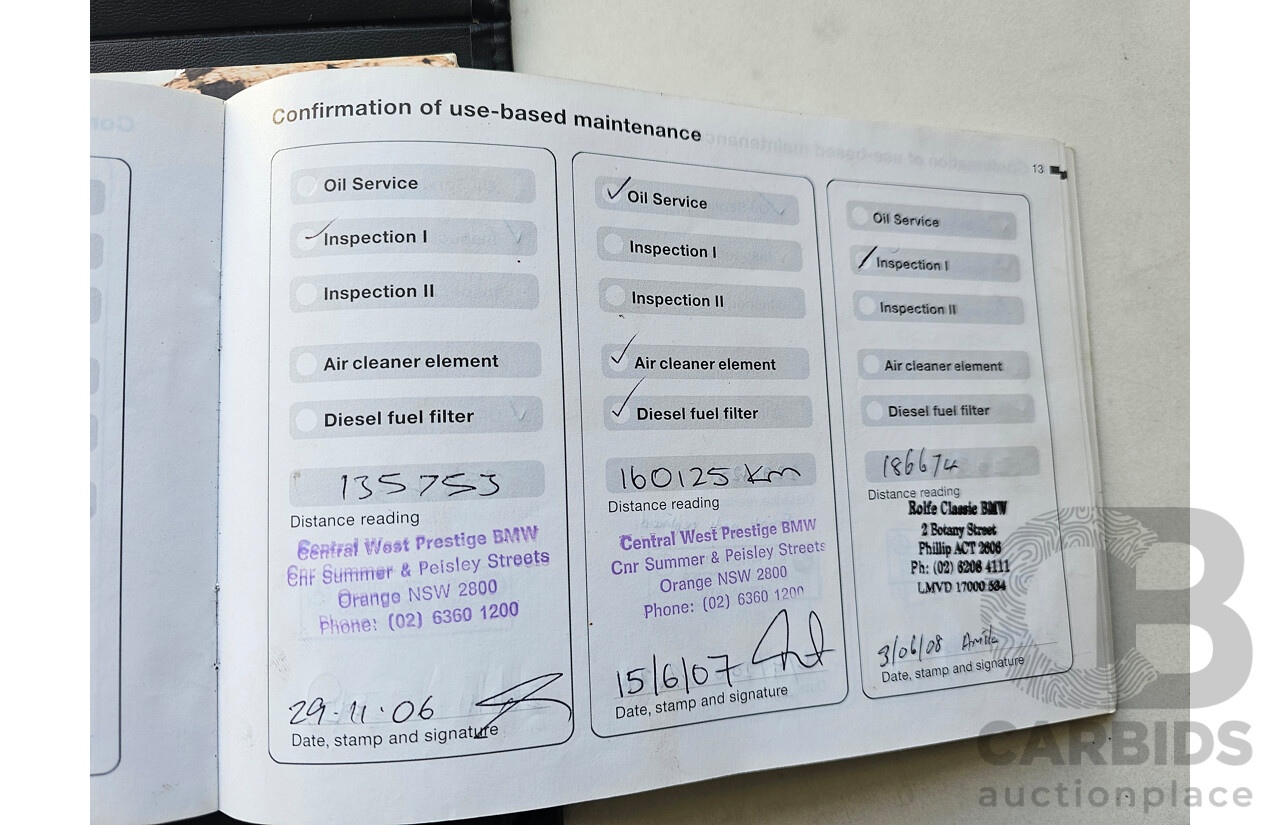 Confirmation of use-based maintenance
13
Oil Service
Inspection I
Inspection II
Air cleaner element
Diesel fuel filter
135753
Distance reading
Central West Prestige BMW
Cnr Summer & Peisley Streets
Orange NSW 2800
Phone: (02) 6360 1200
29.11.06
Date, stamp and signature
Oil Service
Inspection I
Inspection II
Air cleaner element
Diesel fuel filter
160125 km
Distance reading
Central West Prestige BMW
Cnr Summer & Peisley Streets
Orange NSW 2800
Phone: (02) 6360 1200
15/6/07
Date, stamp and signature
Oil Service
Inspection I
Inspection II
Air cleaner element
Diesel fuel filter
186674
Distance reading
Rolfe Classic BMW
2 Botany Street
Phillip ACT 2606
Ph: (02) 6208 4111
LMVD 17000 534
3/06/08
Date, stamp and signature
CB
CARBIDS
auctionplace